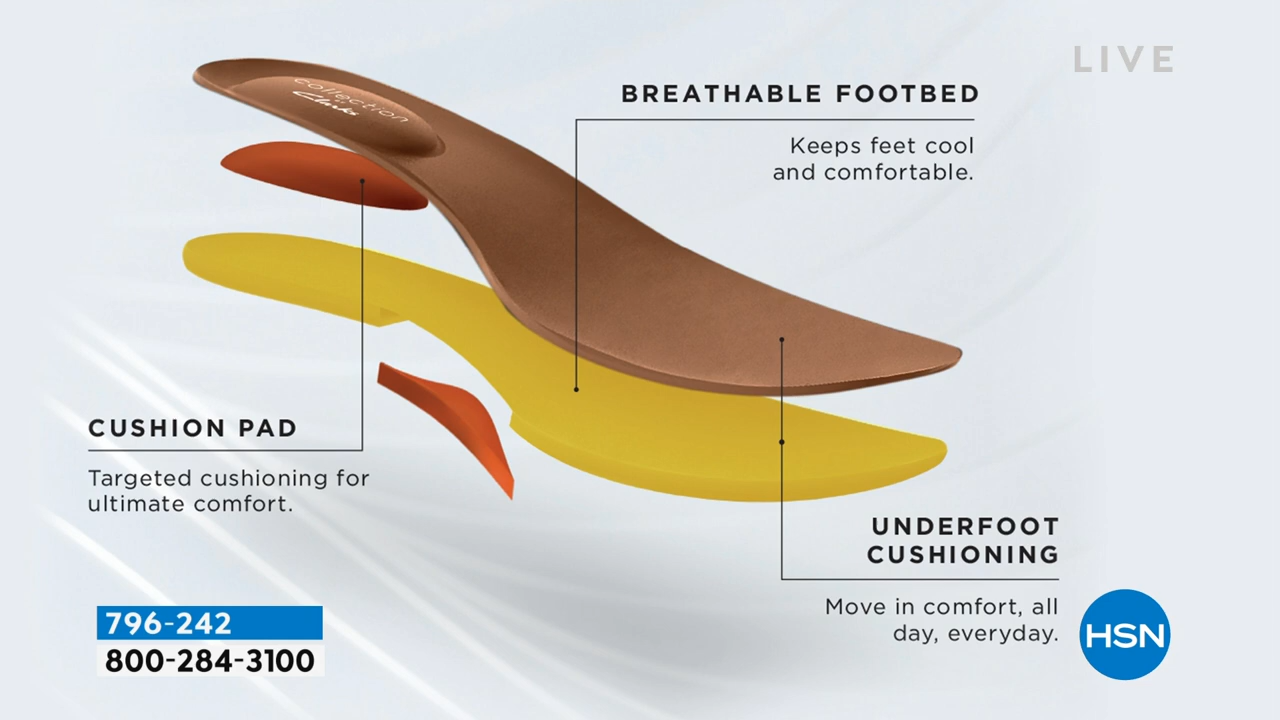 LIVE
collection
Clarks
BREATHABLE FOOTBED
Keeps feet cool
and comfortable.
CUSHION PAD
Targeted cushioning for
ultimate comfort.
UNDERFOOT
CUSHIONING
Move in comfort, all
day, everyday.
796-242
800-284-3100
HSN